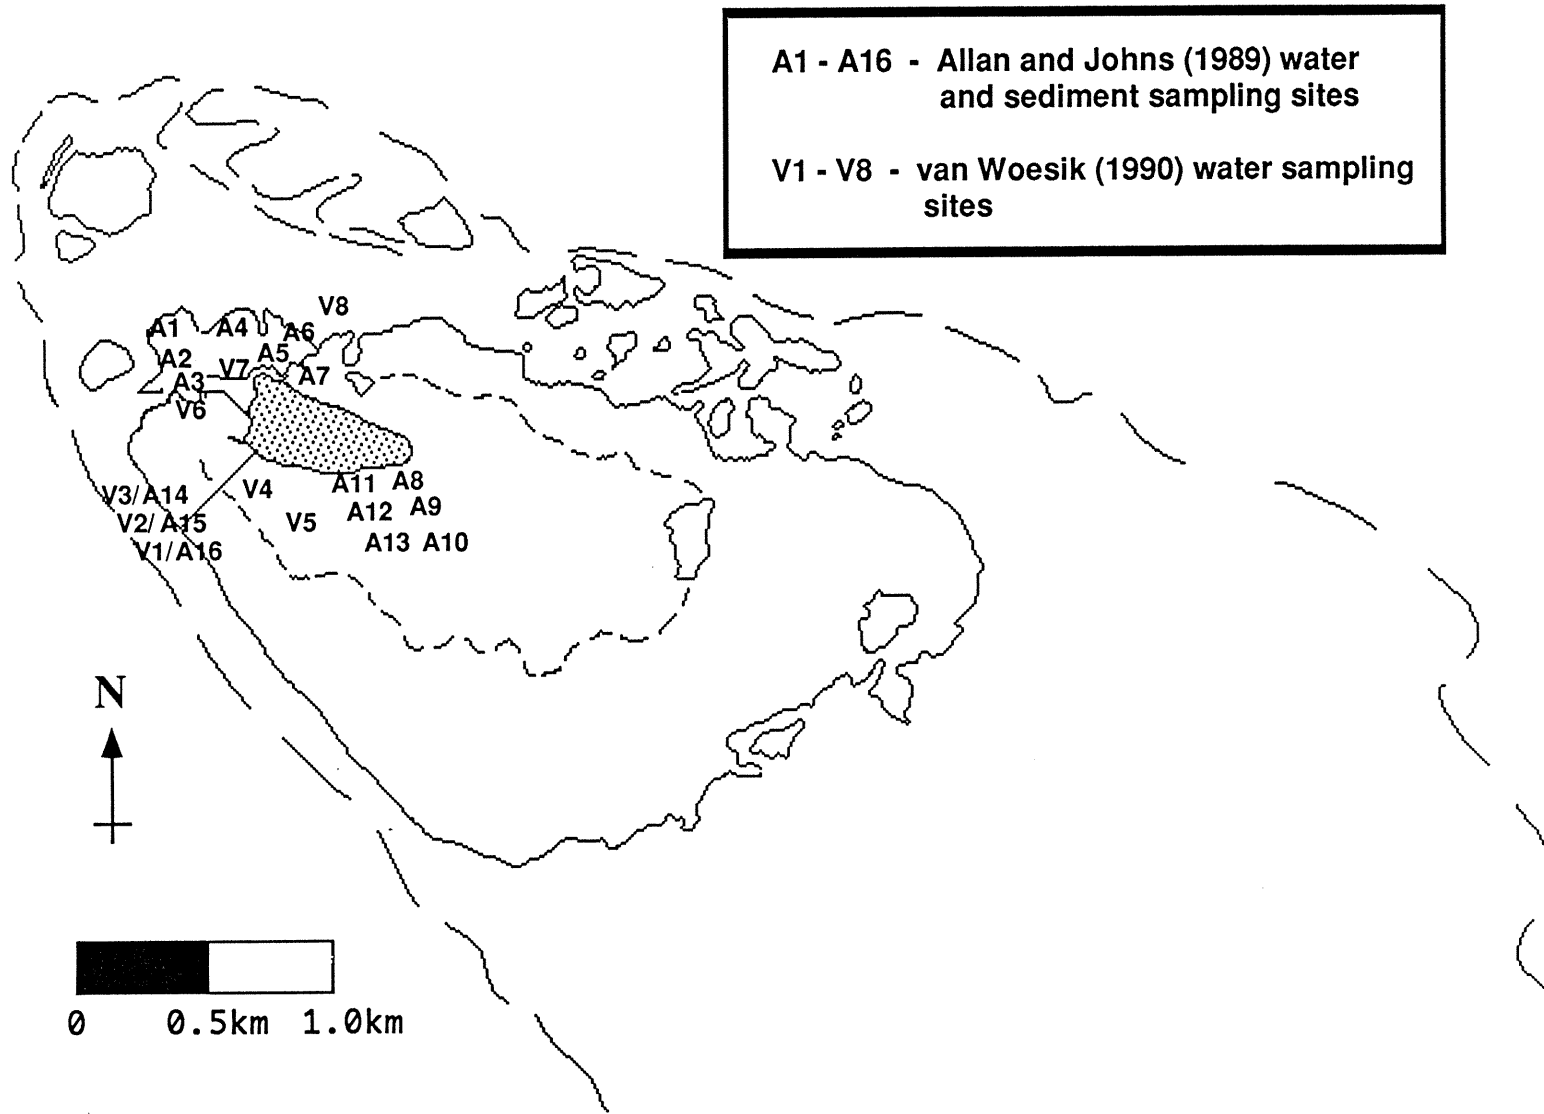 A1 - A16 - Allan and Johns (1989) water
and sediment sampling sites
V1 - V8 - van Woesik (1990) water sampling
sites
V8
A1
A4
A6
A2
V7
A5
A3
A7
V6
V3/A14
V4
A11
A8
V2/A15
V5
A12
A9
V1/A16
A13
A10
N
0
0.5km
1.0km